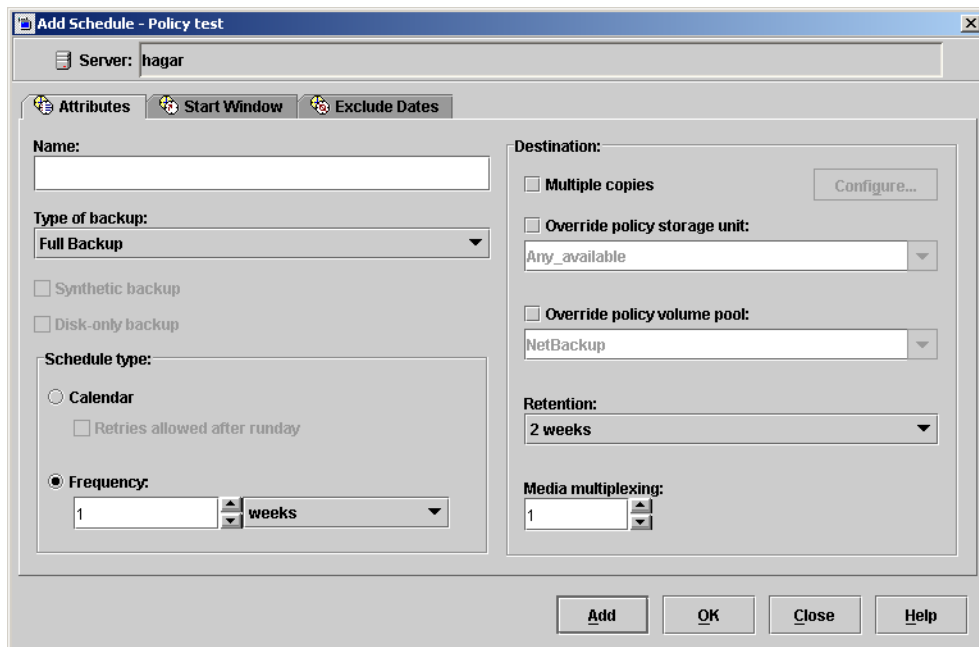 Add Schedule - Policy test
Server: hagar
Attributes
Start Window
Exclude Dates
Name:
Type of backup:
Full Backup
Synthetic backup
Disk-only backup
Schedule type:
Calendar
Retries allowed after runday
Frequency:
1
weeks
Destination:
Multiple copies
Configure...
Override policy storage unit:
Any_available
Override policy volume pool:
NetBackup
Retention:
2 weeks
Media multiplexing:
1
Add
OK
Close
Help